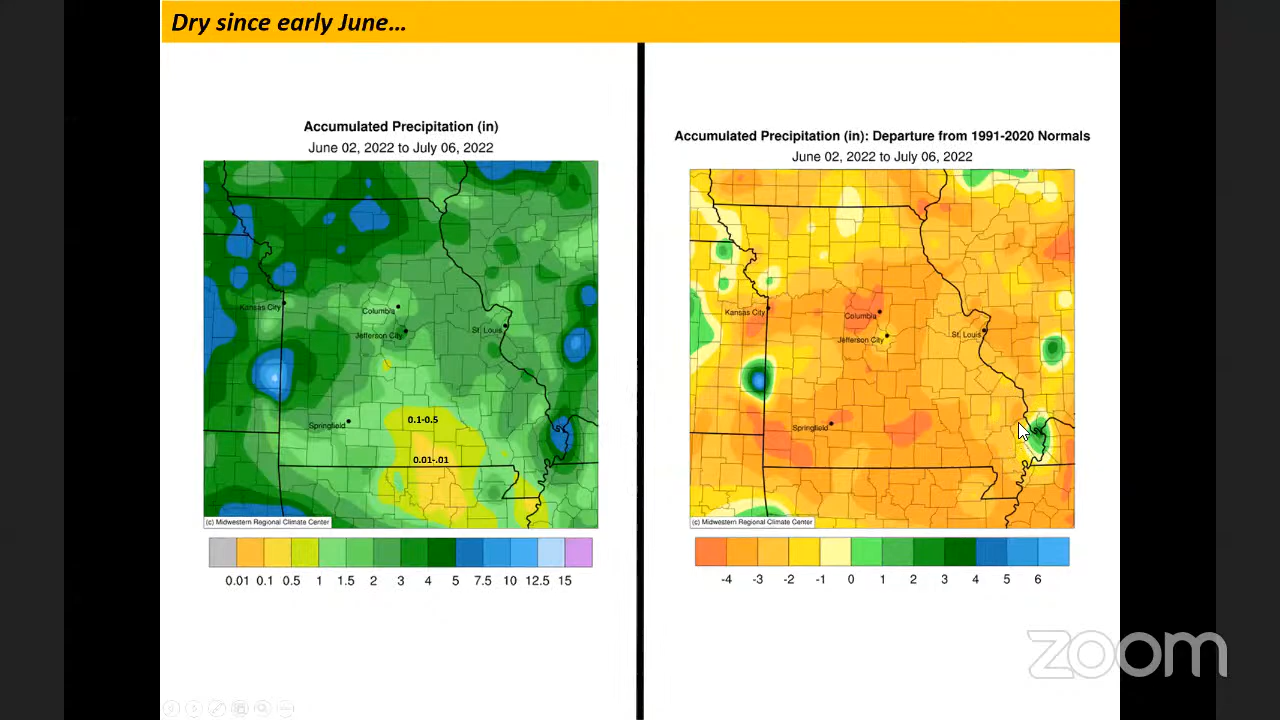 Dry since early June...
Accumulated Precipitation (in)
June 02, 2022 to July 06, 2022
Kansas City
Columbia
Jefferson City
St. Louis
Springfield
0.1-0.5
0.01-.01
(c) Midwestern Regional Climate Center
0.01 0.1 0.5 1 1.5 2 3 4 5 7.5 10 12.5 15
Accumulated Precipitation (in): Departure from 1991-2020 Normals
June 02, 2022 to July 06, 2022
Kansas City
Columbia
Jefferson City
St. Louis
Springfield
(c) Midwestern Regional Climate Center
-4 -3 -2 -1 0 1 2 3 4 5 6
zoom